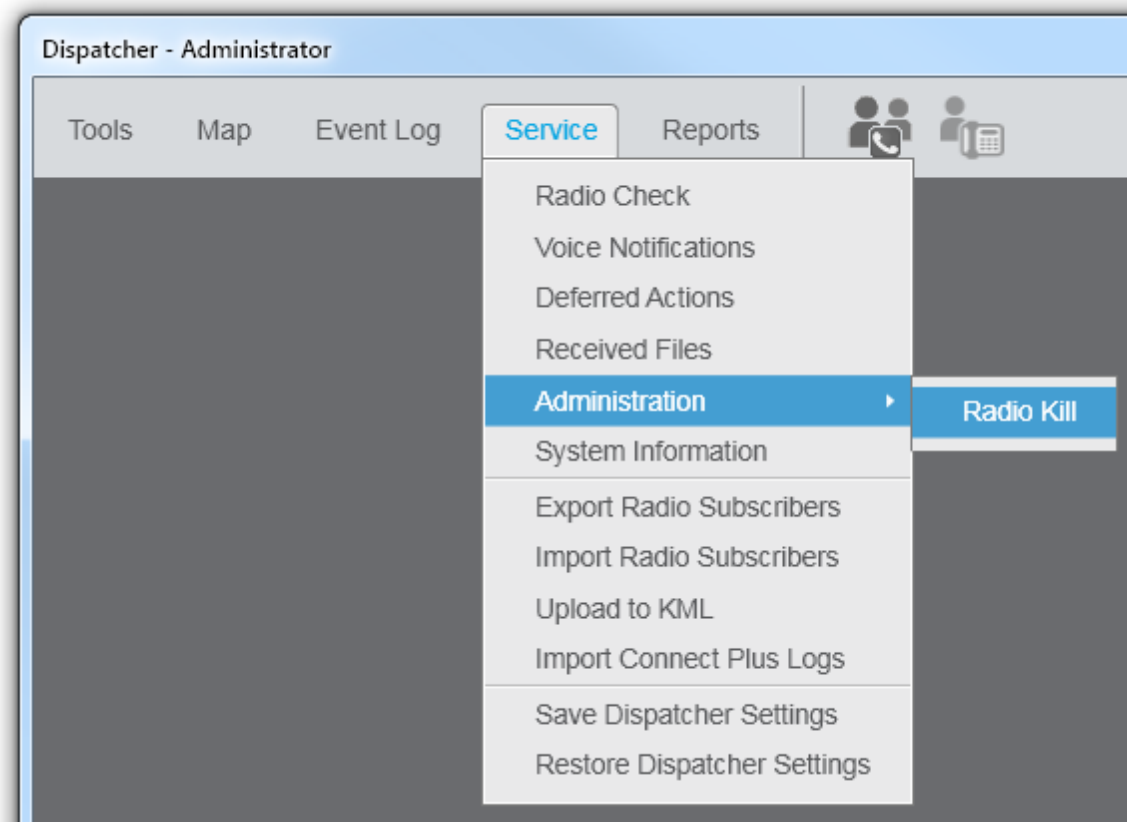 Dispatcher - Administrator
Tools Map Event Log Service Reports
Radio Check
Voice Notifications
Deferred Actions
Received Files
Administration
Radio Kill
System Information
Export Radio Subscribers
Import Radio Subscribers
Upload to KML
Import Connect Plus Logs
Save Dispatcher Settings
Restore Dispatcher Settings